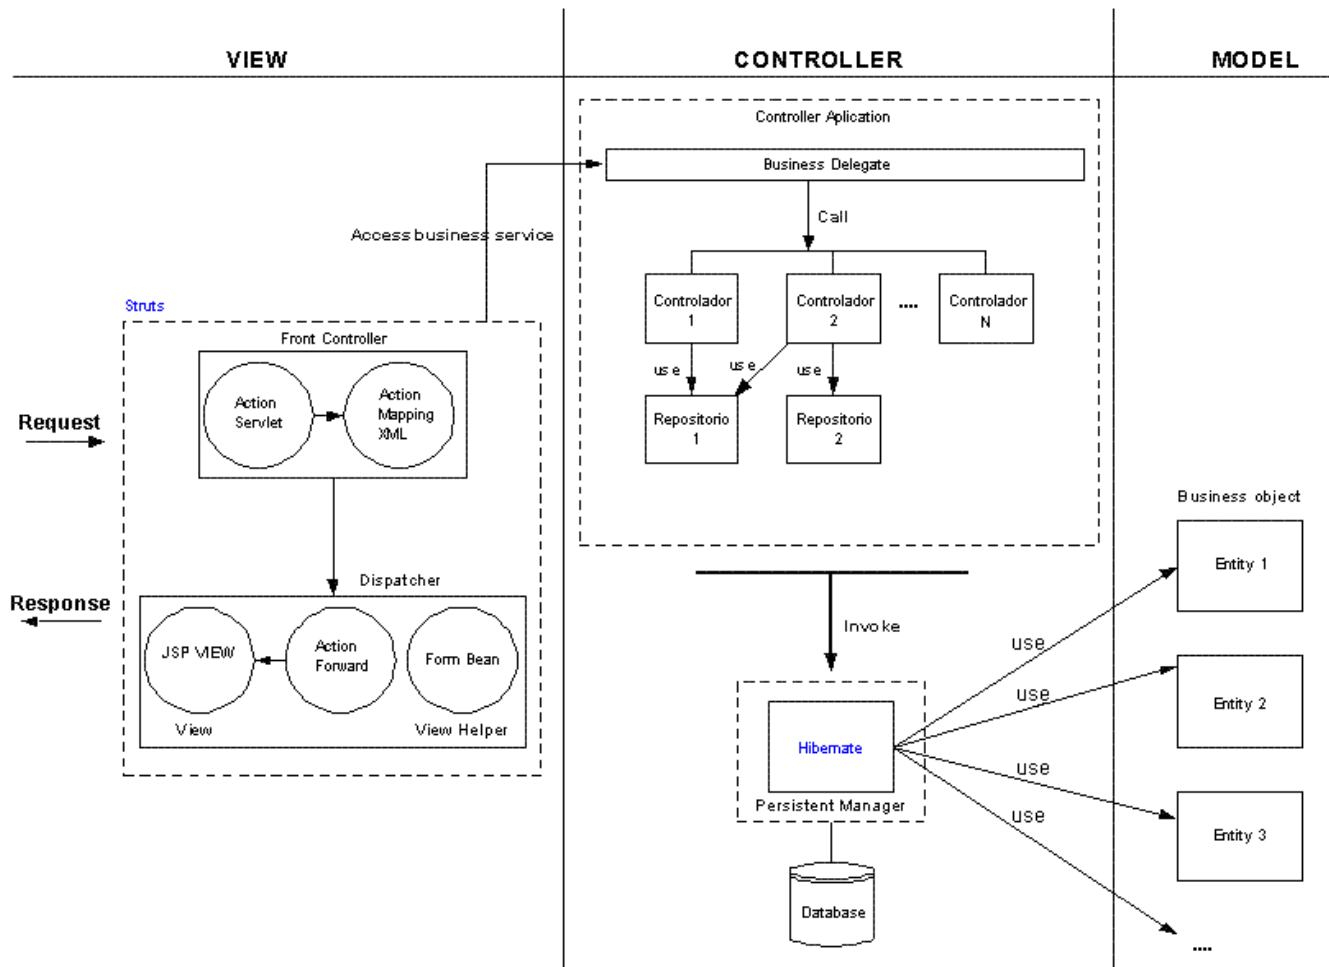 VIEW
CONTROLLER
MODEL
Controller Aplication
Business Delegate
Call
Access business service
Controlador
1
Controlador
2
....
Controlador
N
use
use
use
Repositorio
1
Repositorio
2
Struts
Front Controller
Action
Servlet
Action
Mapping
XML
Request
Dispatcher
Response
JSP VIEW
Action
Forward
Form Bean
View
View Helper
Invoke
Hibernate
Persistent Manager
Database
Business object
Entity 1
use
Entity 2
use
Entity 3
use
use
....